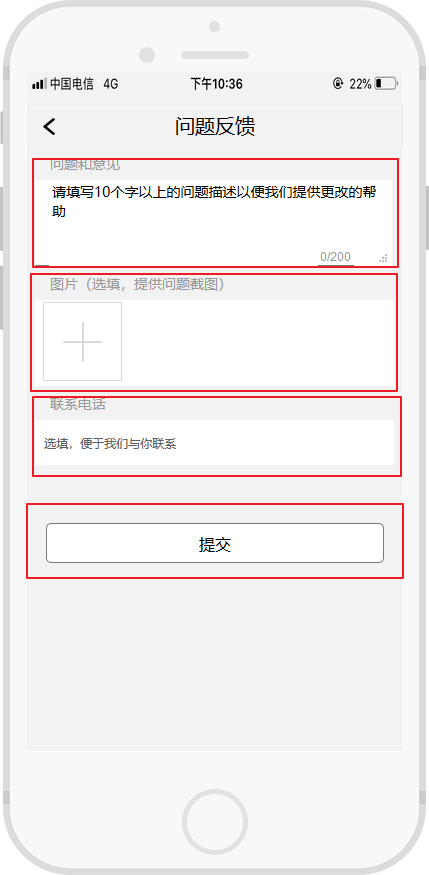 中国电信 4G 下午10:36 22%
问题反馈
问题和意见
请填写10个字以上的问题描述以便我们提供更改的帮
助
0/200
图片（选填，提供问题截图）
联系电话
选填，便于我们与你联系
提交